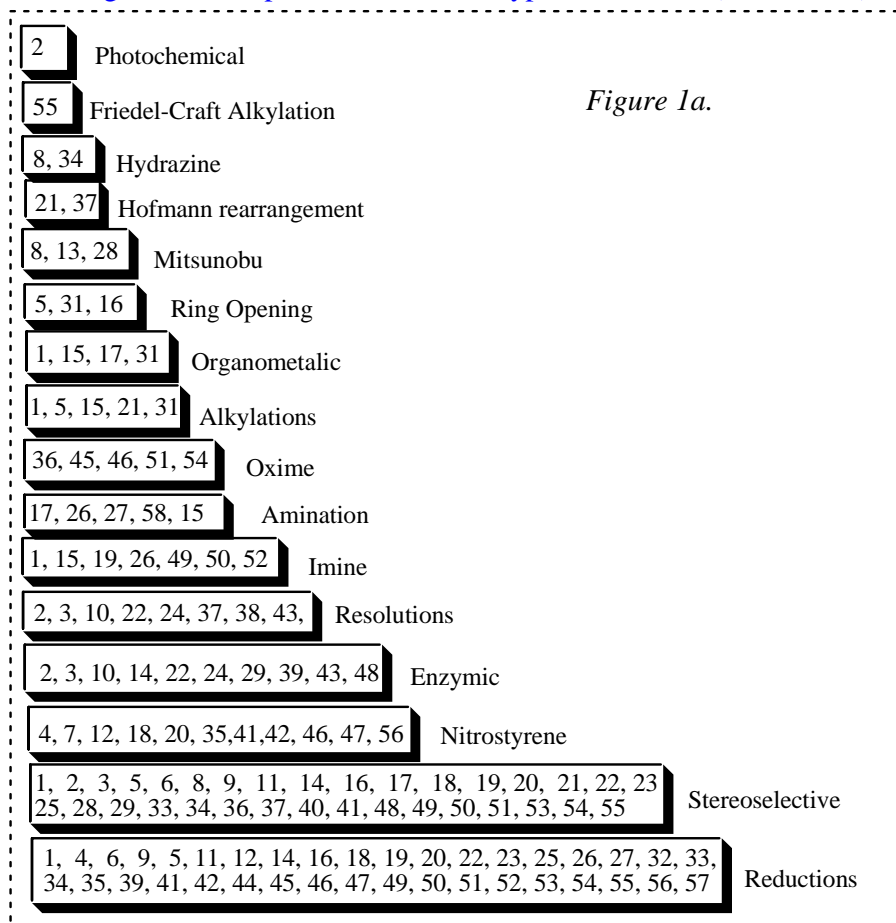 2 Photochemical
Figure 1a.
55 Friedel-Craft Alkylation
8, 34 Hydrazine
21, 37 Hofmann rearrangement
8, 13, 28 Mitsunobu
5, 31, 16 Ring Opening
1, 15, 17, 31 Organometalic
1, 5, 15, 21, 31 Alkylations
36, 45, 46, 51, 54 Oxime
17, 26, 27, 58, 15 Amination
1, 15, 19, 26, 49, 50, 52 Imine
2, 3, 10, 22, 24, 37, 38, 43, Resolutions
2, 3, 10, 14, 22, 24, 29, 39, 43, 48 Enzymic
4, 7, 12, 18, 20, 35,41,42, 46, 47, 56 Nitrostyrene
1, 2, 3, 5, 6, 8, 9, 11, 14, 16, 17, 18, 19, 20, 21, 22, 23
25, 28, 29, 33, 34, 36, 37, 40, 41, 48, 49, 50, 51, 53, 54, 55
Stereoselective
1, 4, 6, 9, 5, 11, 12, 14, 16, 18, 19, 20, 22, 23, 25, 26, 27, 32, 33,
34, 35, 39, 41, 42, 44, 45, 46, 47, 49, 50, 51, 52, 53, 54, 55, 56, 57
Reductions